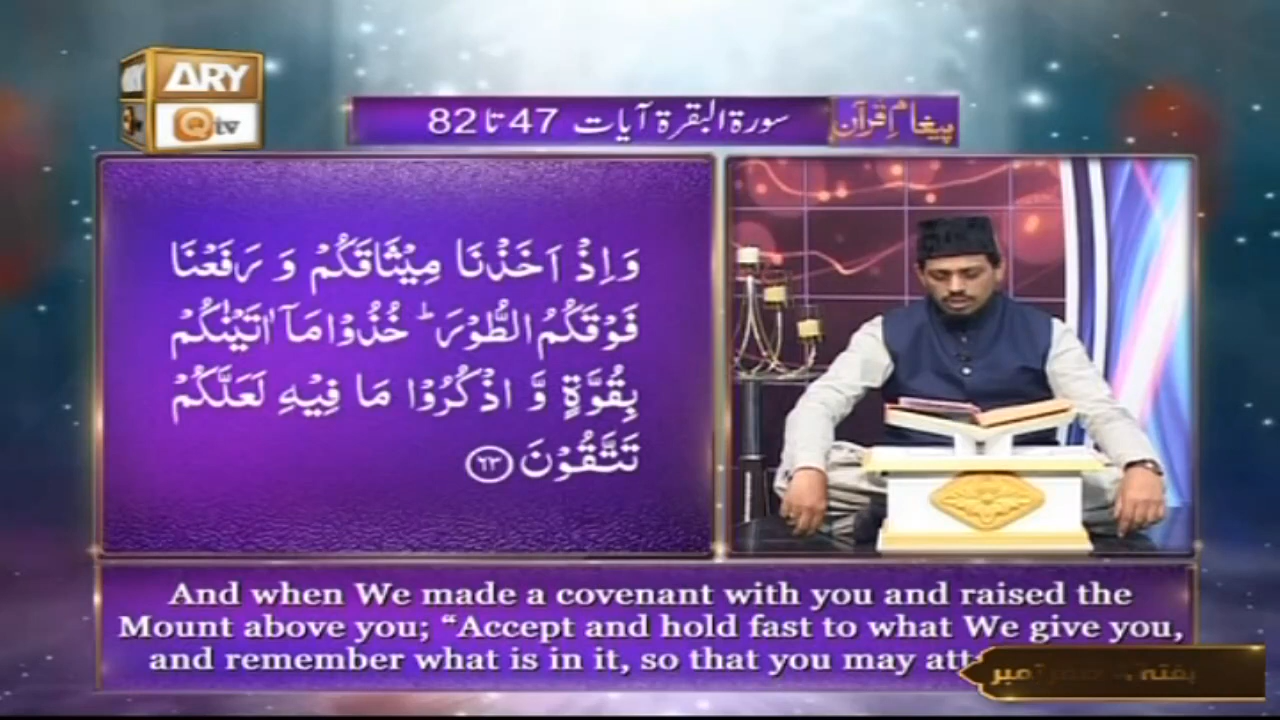 ARY
Qtv
پیغامِ قرآن
سورۃ البقرۃ آیات 47 تا 82
وَ اِذْ اَخَذْنَا مِیْثَاقَكُمْ وَ رَفَعْنَا
فَوْقَكُمُ الطُّوْرَ ؕ خُذُوْا مَاۤ اٰتَیْنٰكُمْ
بِقُوَّةٍ وَّ اذْكُرُوْا مَا فِیْهِ لَعَلَّكُمْ
تَتَّقُوْنَ ﴿۶۳﴾
And when We made a covenant with you and raised the
Mount above you; “Accept and hold fast to what We give you,
and remember what is in it, so that you may
ہفتہ